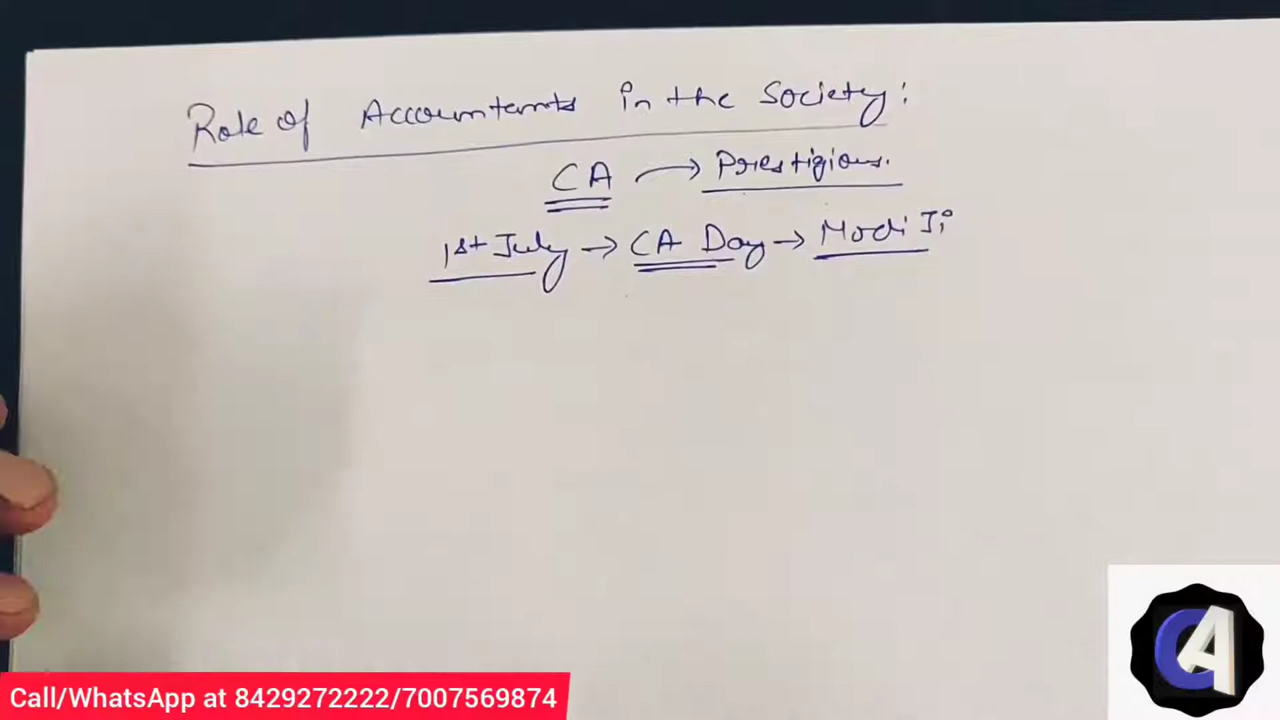 Role of Accountants in the Society:
CA → Prestigious.
1st July → CA Day → Modi Ji
Call/WhatsApp at 8429272222/7007569874
CA